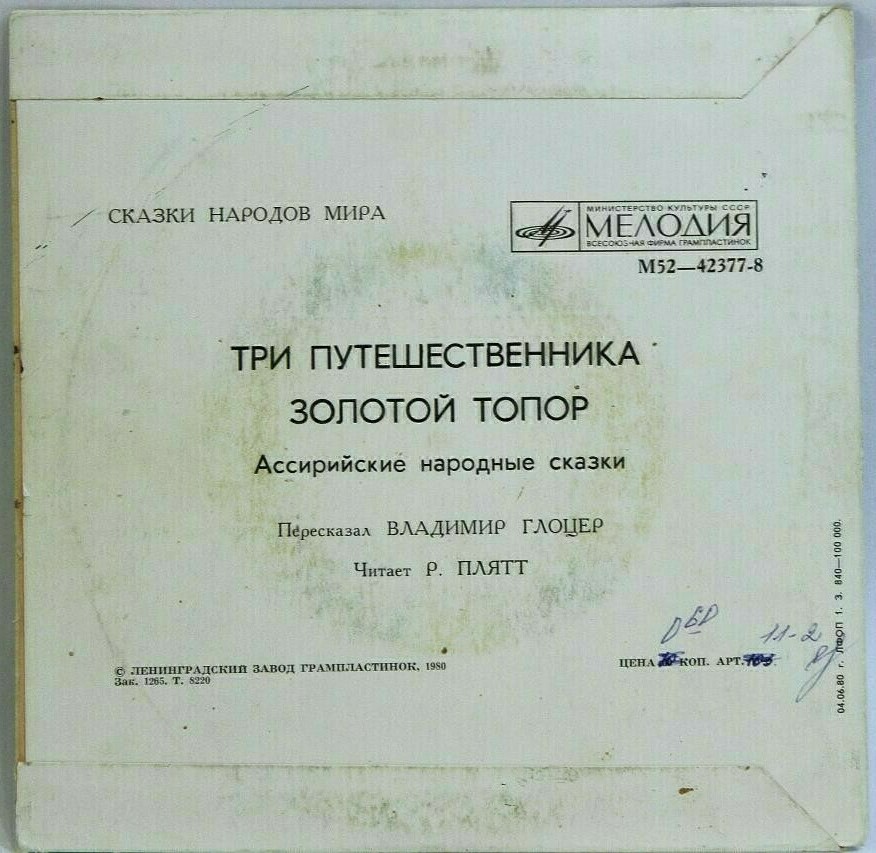 СКАЗКИ НАРОДОВ МИРА
МИНИСТЕРСТВО КУЛЬТУРЫ СССР
МЕЛОДИЯ
ВСЕСОЮЗНАЯ ФИРМА ГРАМПЛАСТИНОК
М52—42377-8
ТРИ ПУТЕШЕСТВЕННИКА
ЗОЛОТОЙ ТОПОР
Ассирийские народные сказки
Пересказал ВЛАДИМИР ГЛОЦЕР
Читает Р. ПЛЯТТ
11-2
© ЛЕНИНГРАДСКИЙ ЗАВОД ГРАМПЛАСТИНОК, 1980
Зак. 1265. Т. 8220
ЦЕНА КОП. АРТ.
04.06.80 г. ЛФОП 1. З. 840—100 000.